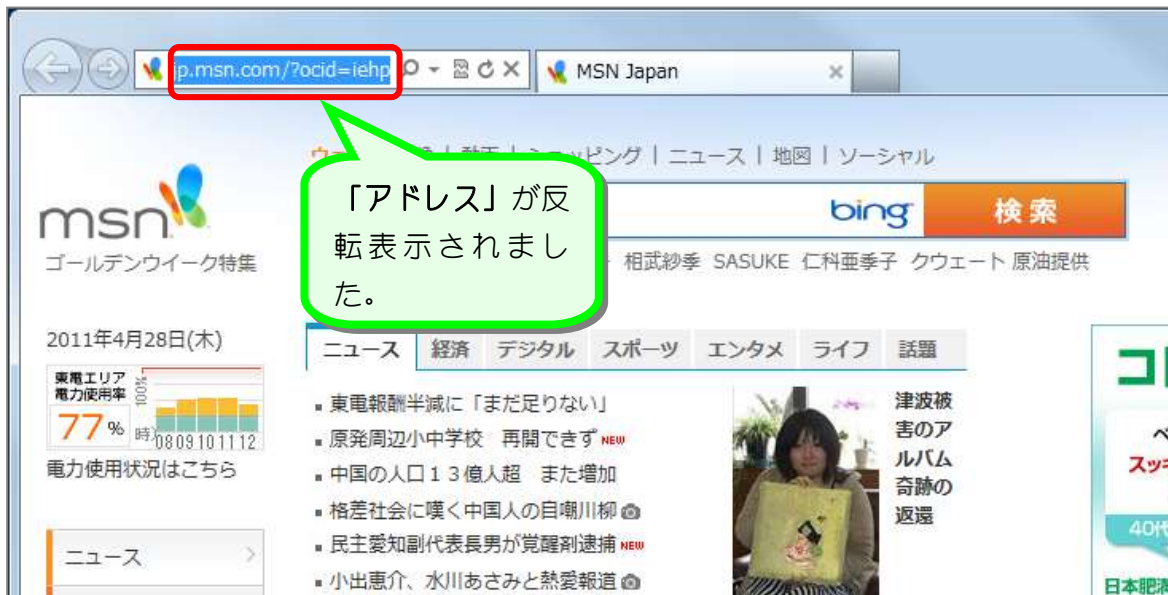 jp.msn.com/?ocid=iehp
MSN Japan
ピング | ニュース | 地図 | ソーシャル
「アドレス」が反
転表示されまし
た。
msn
bing
検索
ゴールデンウイーク特集
相武紗季 SASUKE 仁科亜季子 クウェート 原油提供
2011年4月28日(木)
ニュース 経済 デジタル スポーツ エンタメ ライフ 話題
東電エリア
電力使用率
100%
77%
時
08 09 10 11 12
電力使用状況はこちら
ニュース
東電報酬半減に「まだ足りない」
原発周辺小中学校 再開できず NEW
中国の人口13億人超 また増加
格差社会に嘆く中国人の自嘲川柳
民主愛知副代表長男が覚醒剤逮捕 NEW
小出恵介、水川あさみと熱愛報道
津波被
害のア
ルバム
奇跡の
返還
コ
スッキ
40代
日本肥満